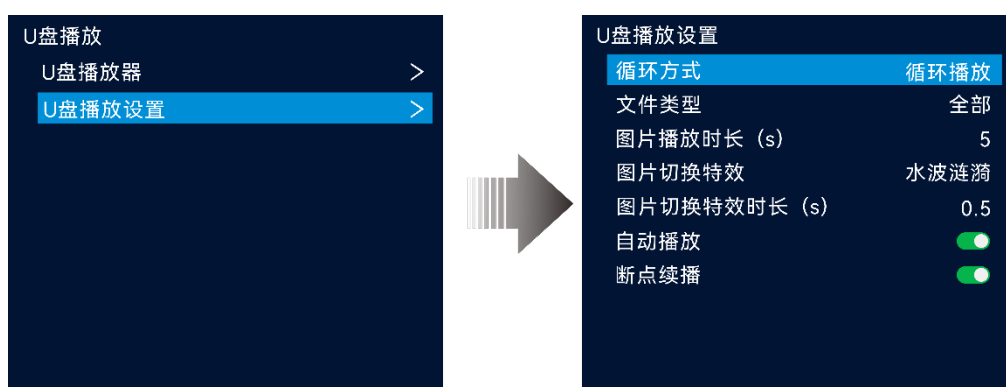 U盘播放
U盘播放器 >
U盘播放设置 >
U盘播放设置
循环方式 循环播放
文件类型 全部
图片播放时长（s） 5
图片切换特效 水波涟漪
图片切换特效时长（s） 0.5
自动播放
断点续播